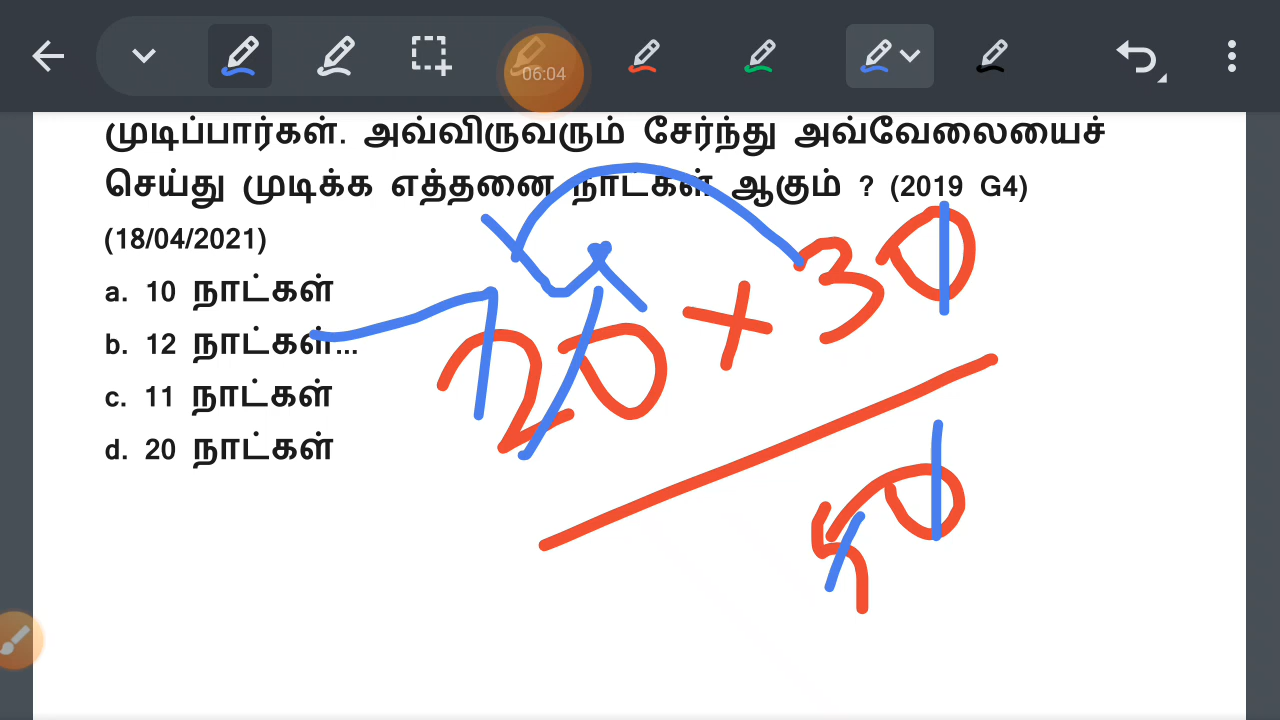 06:04
முடிப்பார்கள். அவ்விருவரும் சேர்ந்து அவ்வேலையைச்
செய்து முடிக்க எத்தனை நாட்கள் ஆகும் ? (2019 G4)
(18/04/2021)
a. 10 நாட்கள்
b. 12 நாட்கள்...
c. 11 நாட்கள்
d. 20 நாட்கள்
4
20 x 30
50